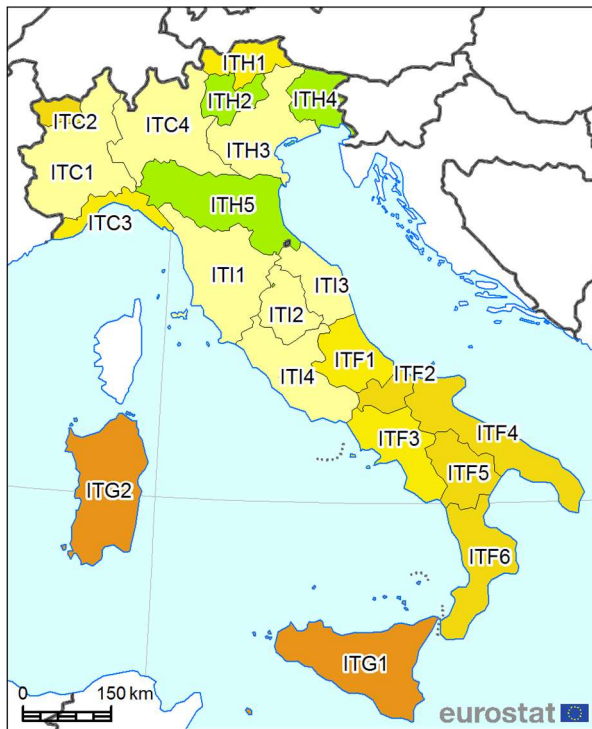 ITH1
ITH2
ITH4
ITC2
ITC4
ITH3
ITC1
ITH5
ITC3
ITI1
ITI3
ITI2
ITF1
ITF2
ITI4
ITF3
ITF4
ITF5
ITG2
ITF6
ITG1
0 150 km
eurostat